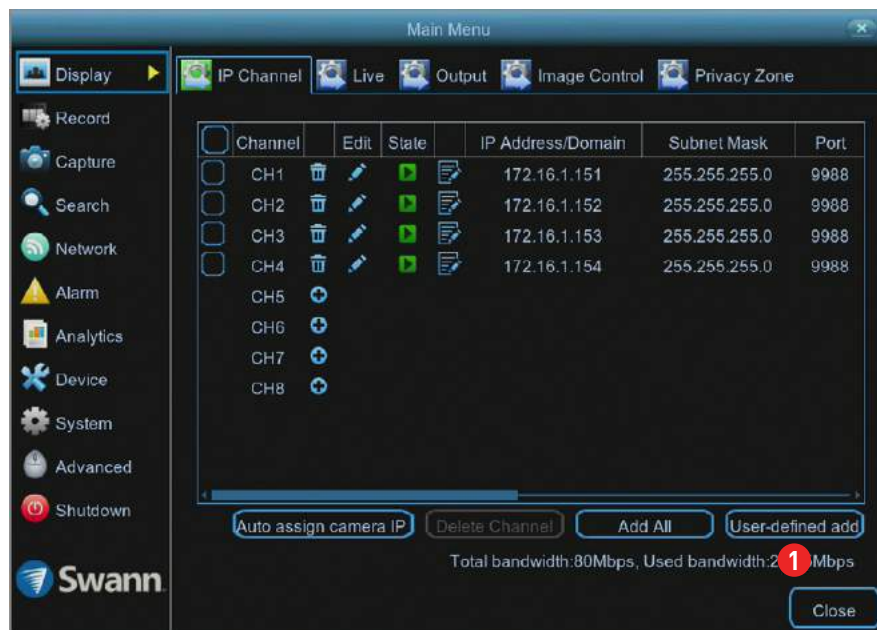 Main Menu
Display
Record
Capture
Search
Network
Alarm
Analytics
Device
System
Advanced
Shutdown
Swann
IP Channel Live Output Image Control Privacy Zone
Channel Edit State IP Address/Domain Subnet Mask Port
CH1 172.16.1.151 255.255.255.0 9988
CH2 172.16.1.152 255.255.255.0 9988
CH3 172.16.1.153 255.255.255.0 9988
CH4 172.16.1.154 255.255.255.0 9988
CH5
CH6
CH7
CH8
Auto assign camera IP Delete Channel Add All User-defined add
Total bandwidth:80Mbps, Used bandwidth: 1 Mbps
Close